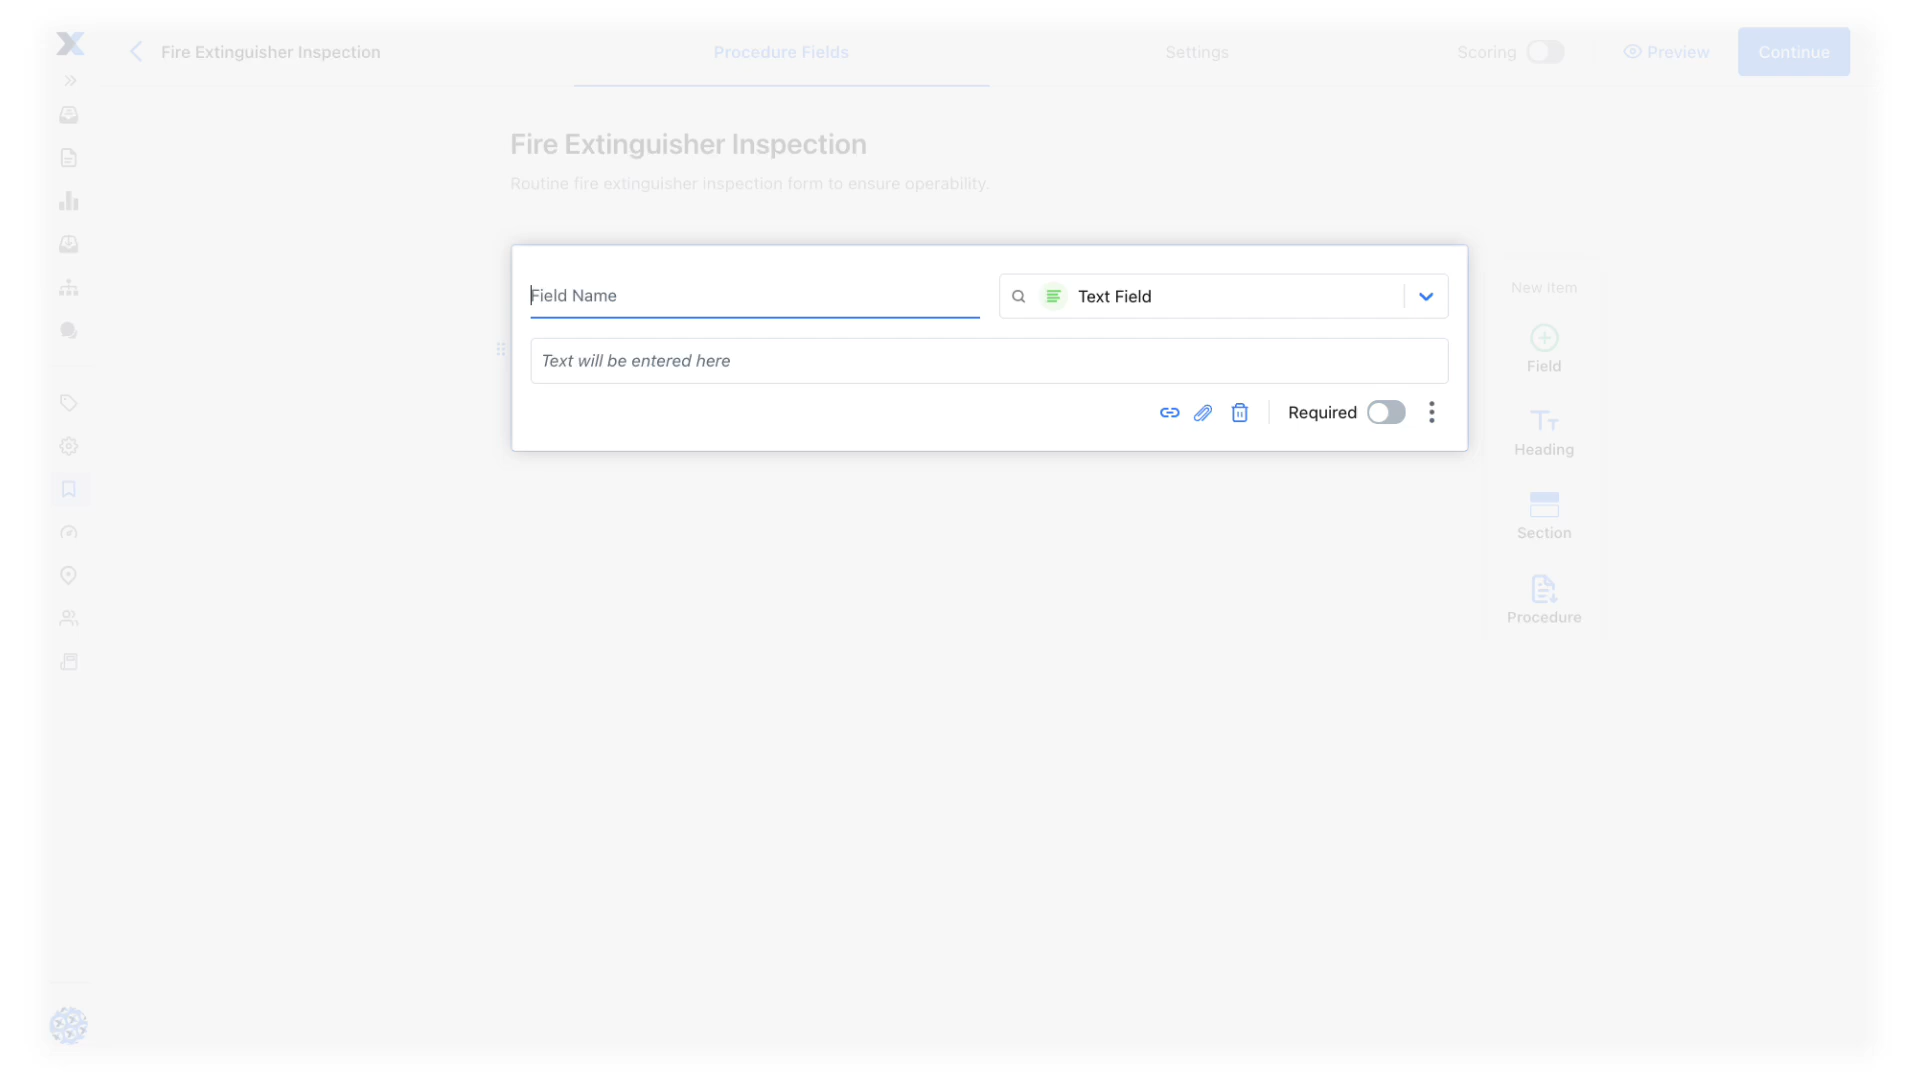 Fire Extinguisher Inspection
Procedure Fields
Settings
Scoring
Preview
Continue
Fire Extinguisher Inspection
Routine fire extinguisher inspection form to ensure operability.
Field Name
Text Field
Text will be entered here
Required
New Item
Field
Heading
Section
Procedure